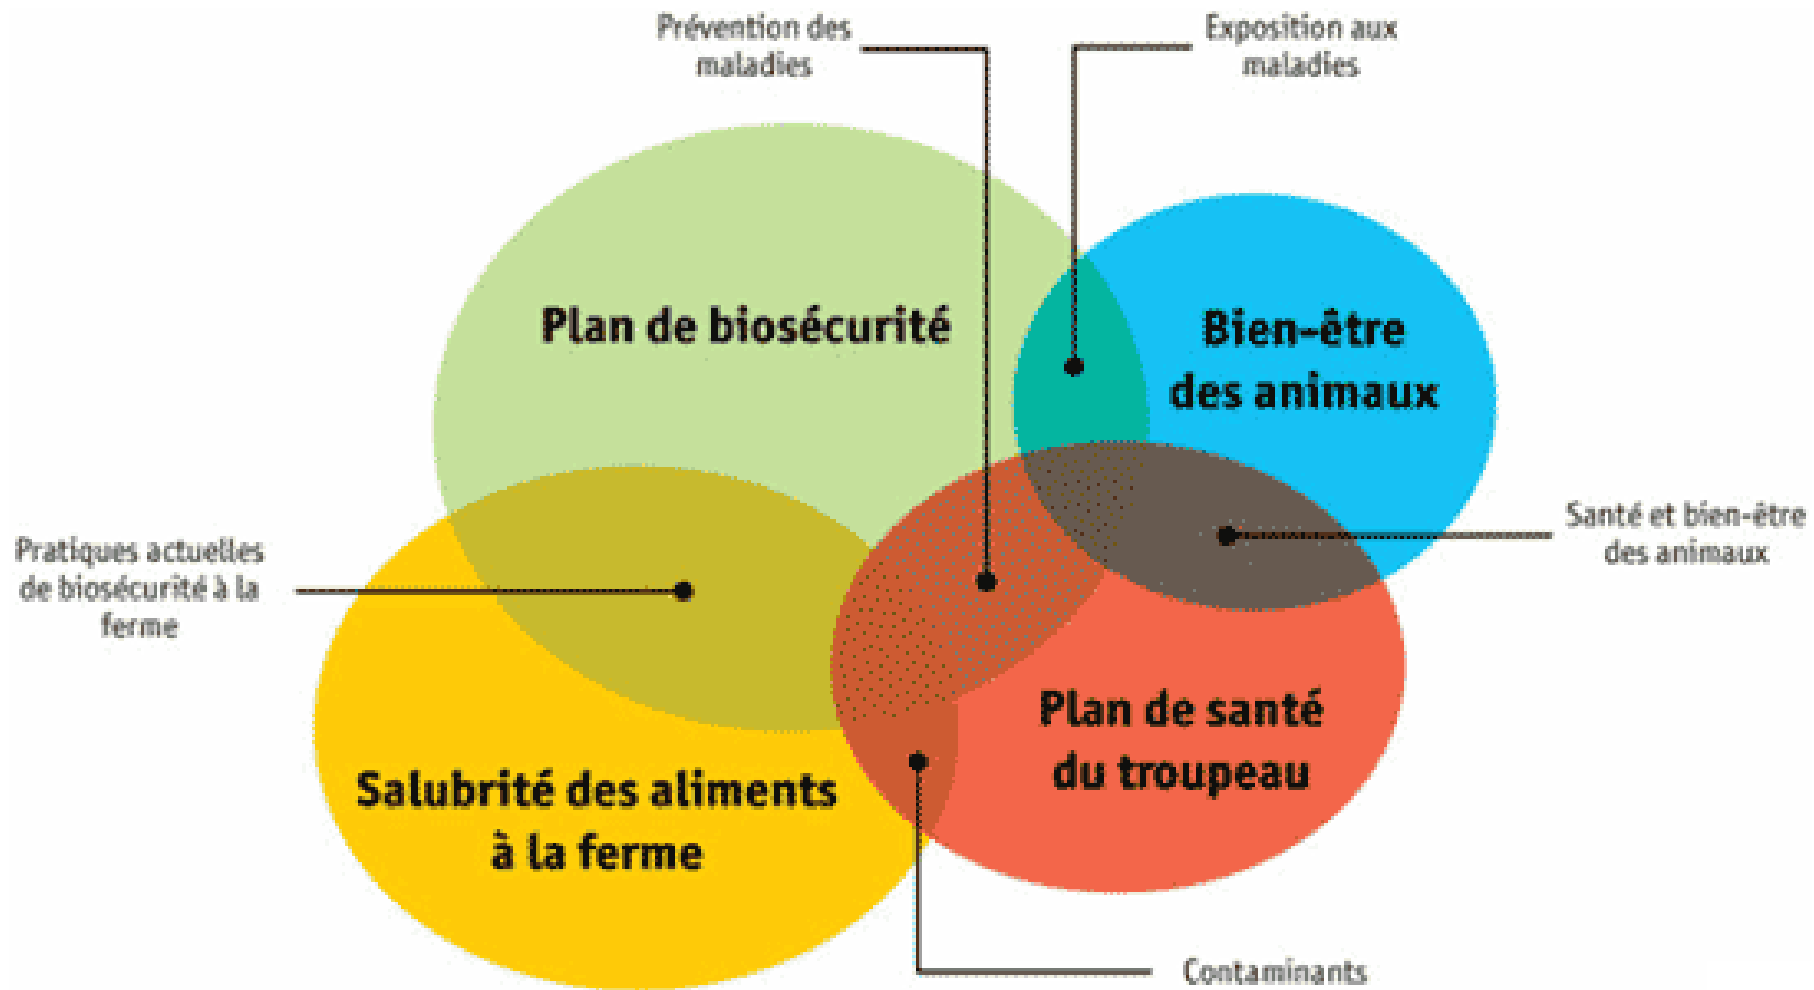 Prévention des
maladies
Exposition aux
maladies
Plan de biosécurité
Bien-être
des animaux
Pratiques actuelles
de biosécurité à la
ferme
Santé et bien-être
des animaux
Plan de santé
du troupeau
Salubrité des aliments
à la ferme
Contaminants